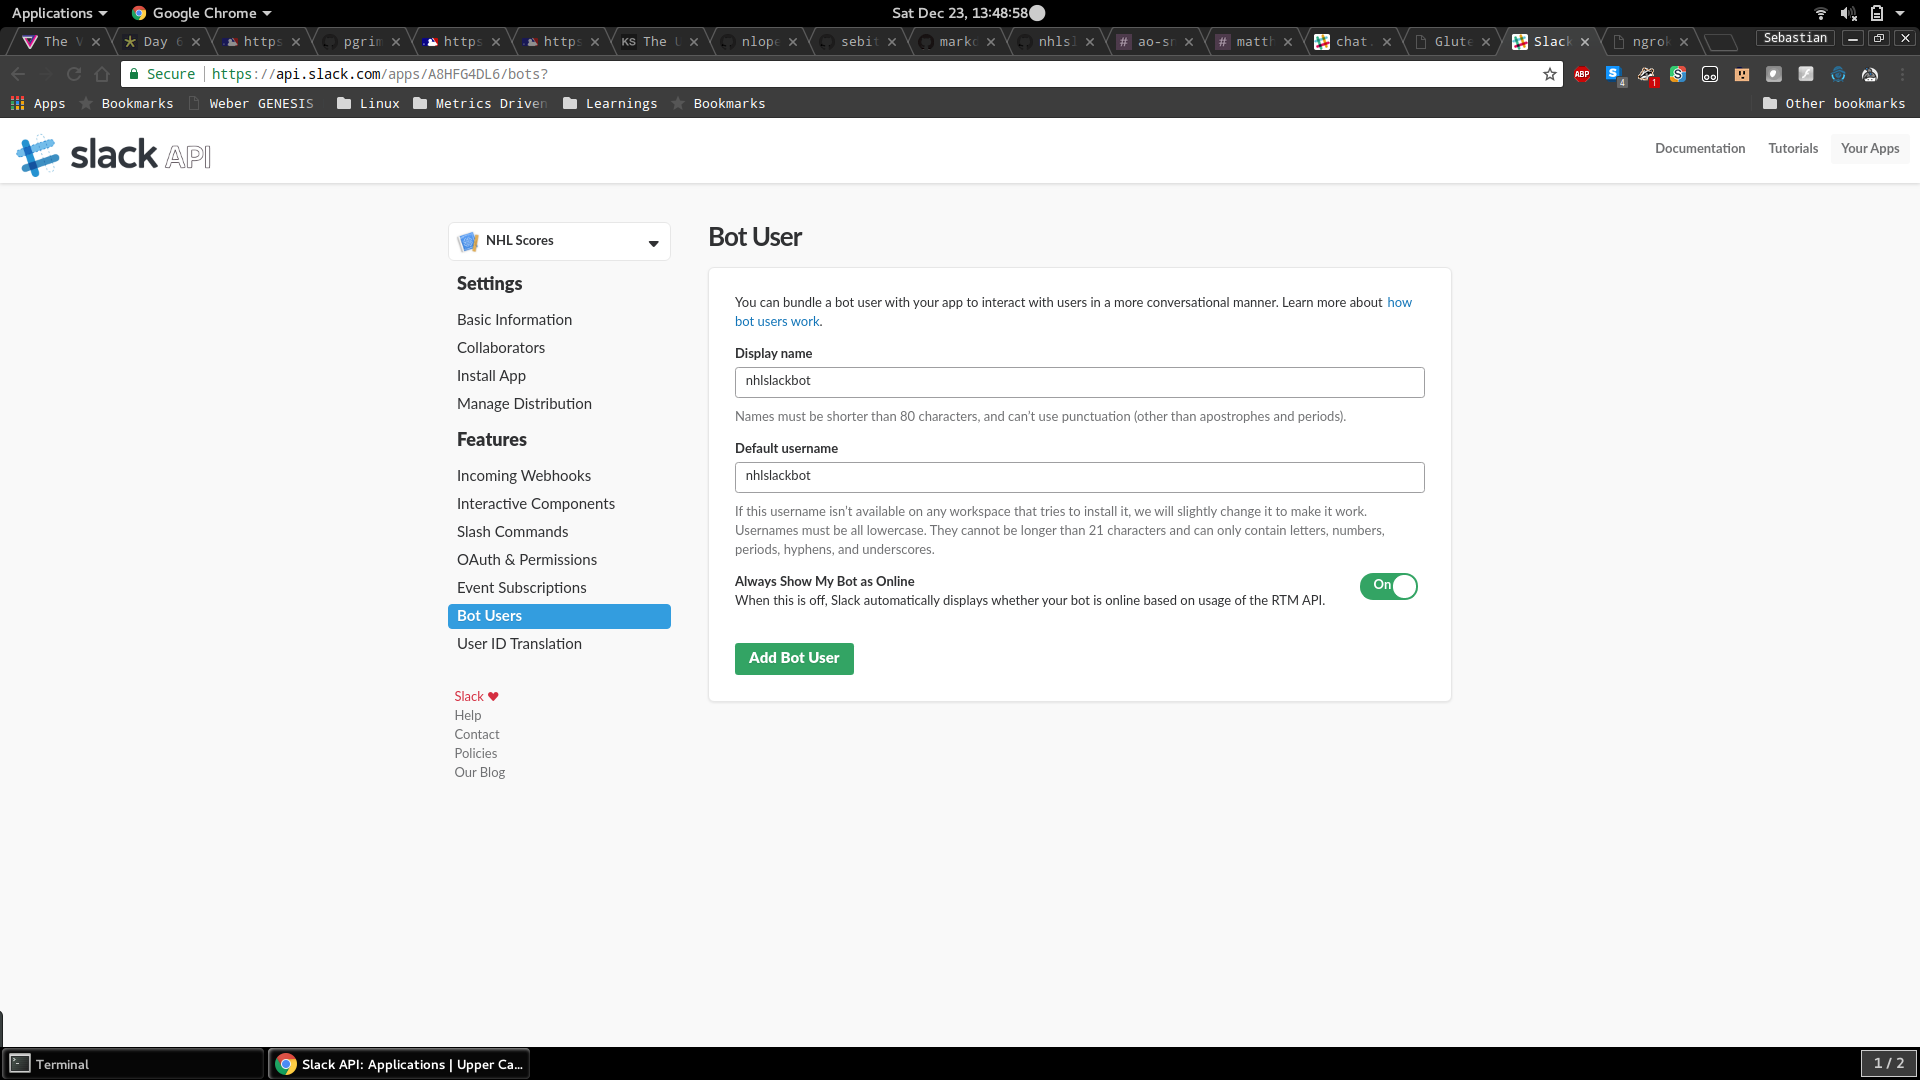 Applications
Google Chrome
Sat Dec 23, 13:48:58
The V
Day 6
https
pgrim
https
https
KS The U
nlope
sebit
markd
nhlsl
# ao-sn
# matth
chat.
Glute
Slack
ngrok
Sebastian
Secure https://api.slack.com/apps/A8HFG4DL6/bots?
ABP
4
1
Apps
Bookmarks
Weber GENESIS
Linux
Metrics Driven
Learnings
Bookmarks
Other bookmarks
slack API
Documentation
Tutorials
Your Apps
NHL Scores
Settings
Basic Information
Collaborators
Install App
Manage Distribution
Features
Incoming Webhooks
Interactive Components
Slash Commands
OAuth & Permissions
Event Subscriptions
Bot Users
User ID Translation
Slack ♥
Help
Contact
Policies
Our Blog
Bot User
You can bundle a bot user with your app to interact with users in a more conversational manner. Learn more about how
bot users work.
Display name
nhlslackbot
Names must be shorter than 80 characters, and can't use punctuation (other than apostrophes and periods).
Default username
nhlslackbot
If this username isn't available on any workspace that tries to install it, we will slightly change it to make it work.
Usernames must be all lowercase. They cannot be longer than 21 characters and can only contain letters, numbers,
periods, hyphens, and underscores.
Always Show My Bot as Online
On
When this is off, Slack automatically displays whether your bot is online based on usage of the RTM API.
Add Bot User
Terminal
Slack API: Applications | Upper Ca...
1 / 2